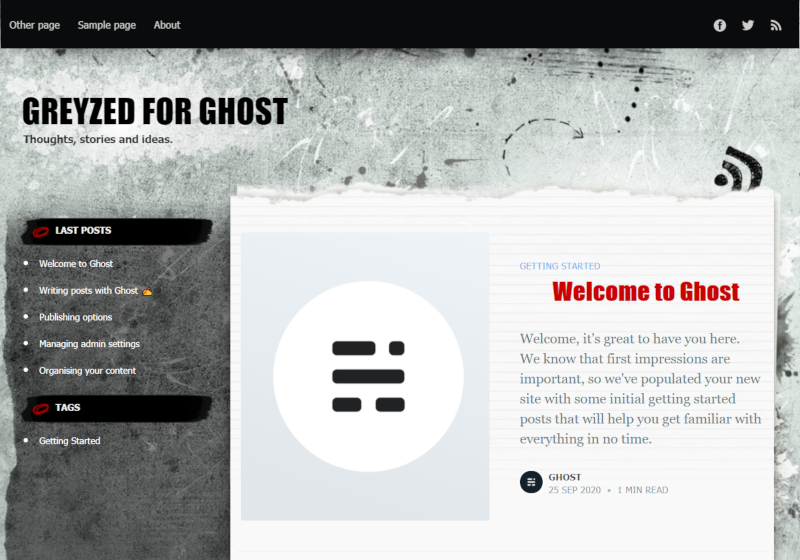 Other page Sample page About
GREYZED FOR GHOST
Thoughts, stories and ideas.
LAST POSTS
Welcome to Ghost
Writing posts with Ghost ✍️
Publishing options
Managing admin settings
Organising your content
TAGS
Getting Started
GETTING STARTED
Welcome to Ghost
Welcome, it's great to have you here.
We know that first impressions are
important, so we've populated your new
site with some initial getting started
posts that will help you get familiar with
everything in no time.
GHOST
25 SEP 2020 • 1 MIN READ